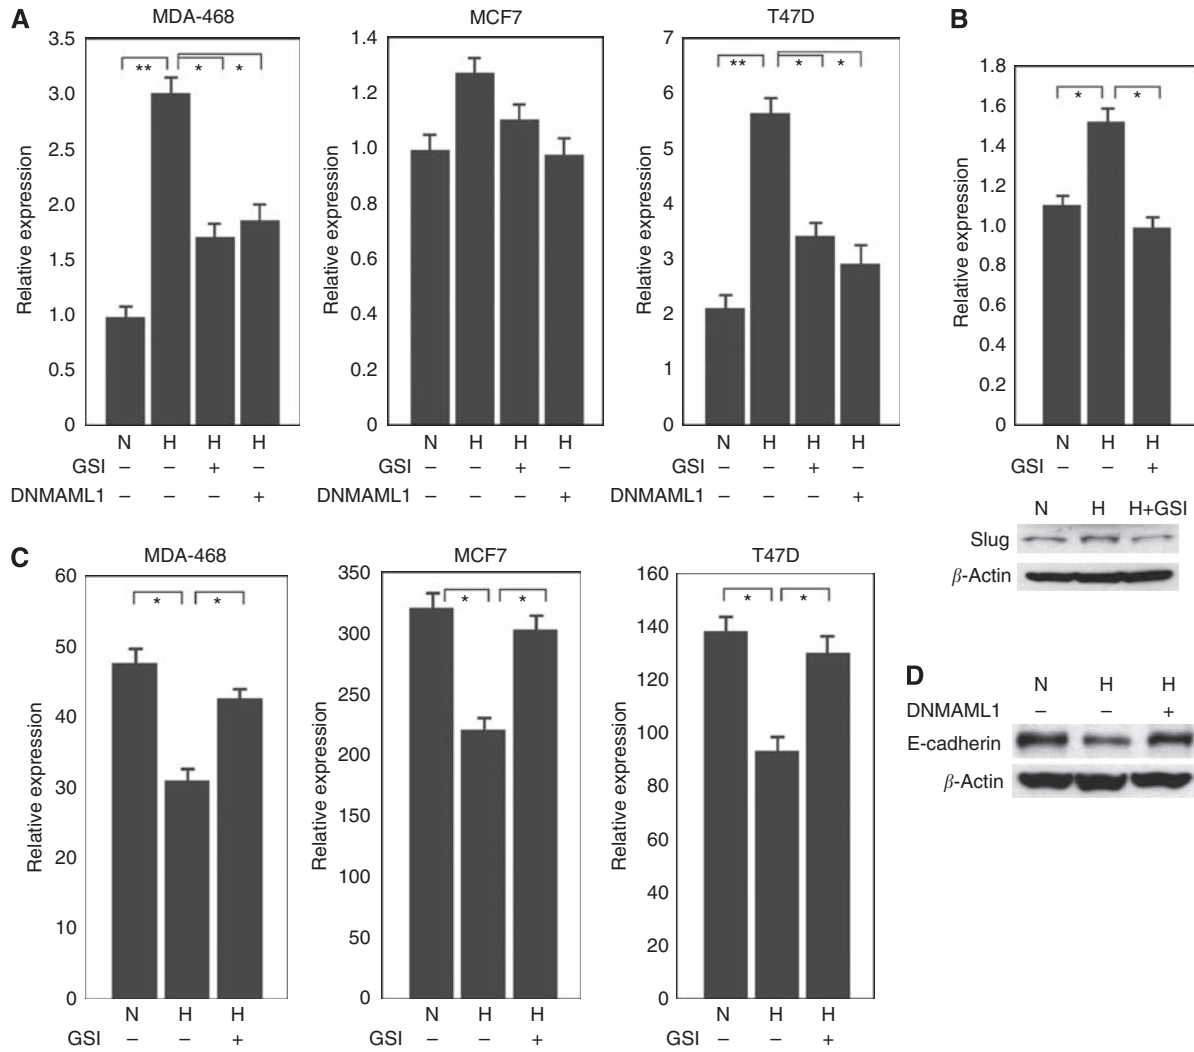 A
MDA-468
MCF7
T47D
B
Relative expression
3.5
3.0
2.5
2.0
1.5
1.0
0.5
0
** * *
N H H H
GSI – – + –
DNMAML1 – – – +
Relative expression
1.4
1.2
1.0
0.8
0.6
0.4
0.2
0
N H H H
– – + –
DNMAML1 – – – +
Relative expression
7
6
5
4
3
2
1
0
** * *
N H H H
GSI – – + –
DNMAML1 – – – +
Relative expression
1.8
1.6
1.4
1.2
1.0
0.8
0.6
0.4
0.2
0
* *
N H H
GSI – – +
N H H+GSI
Slug
β-Actin
C
MDA-468
MCF7
T47D
Relative expression
60
50
40
30
20
10
0
* *
N H H
GSI – – +
Relative expression
350
300
250
200
150
100
50
0
* *
N H H
GSI – – +
Relative expression
160
140
120
100
80
60
40
20
0
* *
N H H
GSI – – +
D
N H H
DNMAML1 – – +
E-cadherin
β-Actin